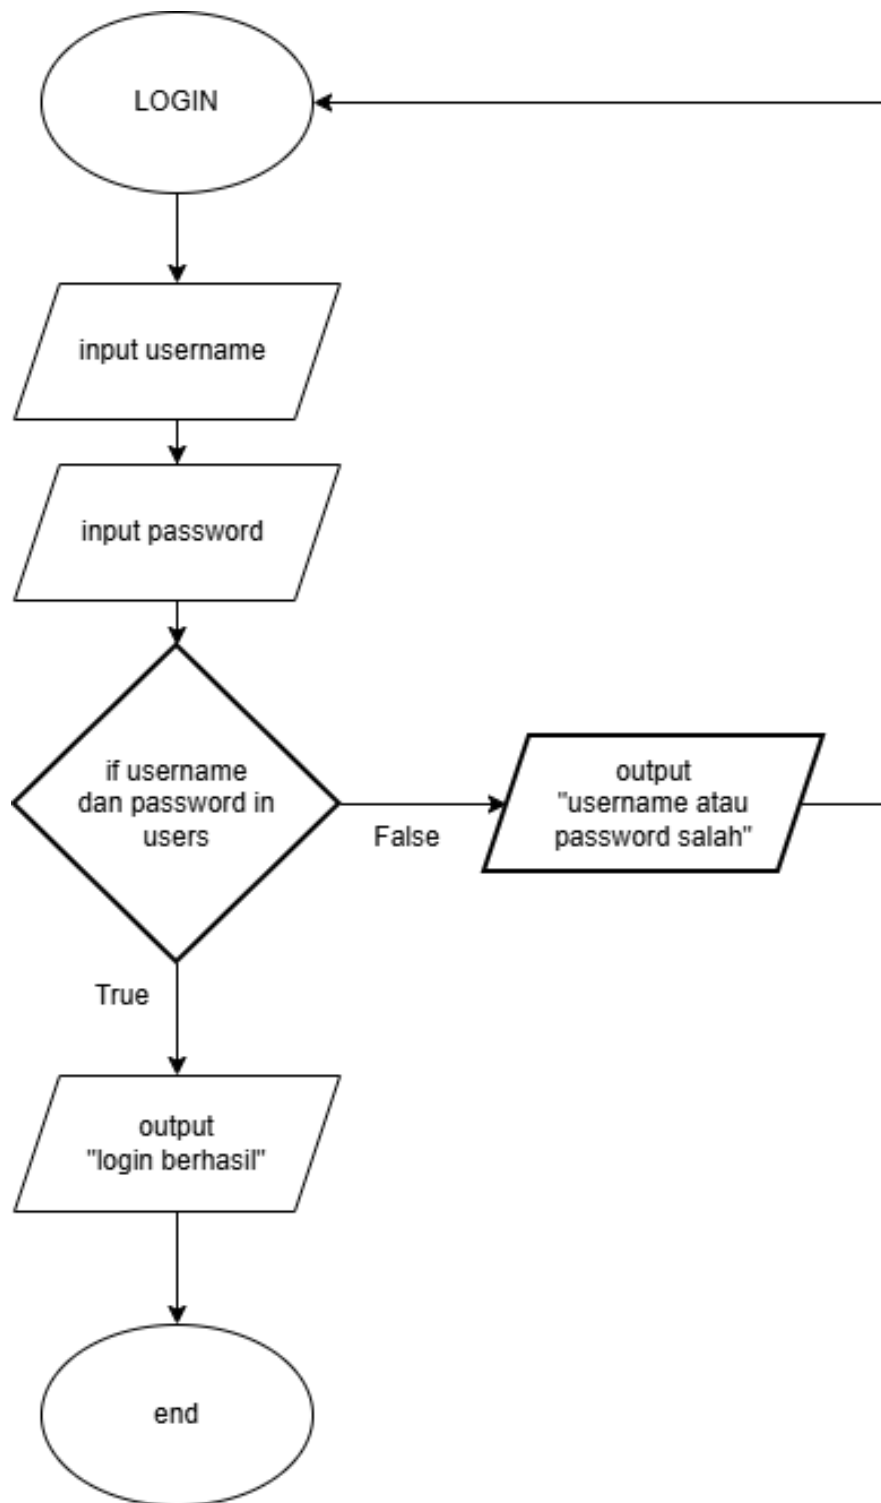 LOGIN
input username
input password
if username
dan password in
users
False
output
"username atau
password salah"
True
output
"login berhasil"
end